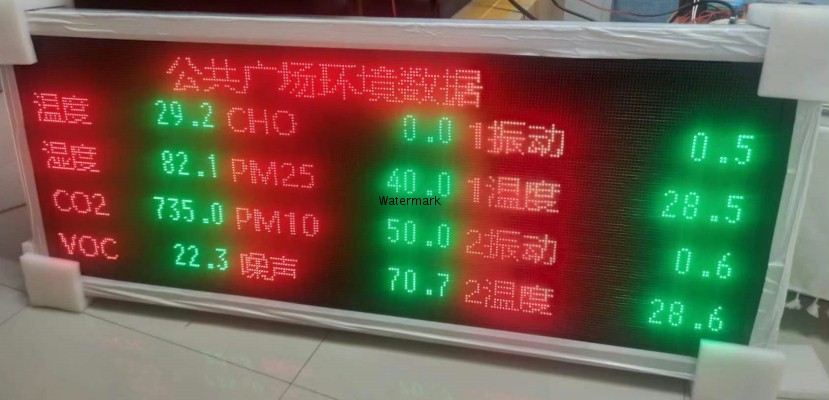 公共广场环境数据
温度 29.2 CHO 0.0 1振动 0.5
湿度 82.1 PM25 40.0 1温度 28.5
CO2 735.0 PM10 50.0 2振动 0.6
VOC 22.3 噪声 70.7 2温度 28.6
Watermark